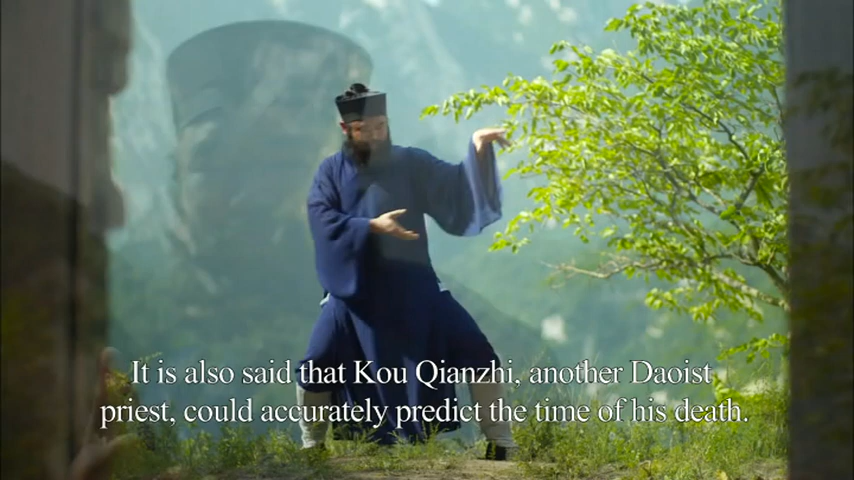 It is also said that Kou Qianzhi, another Daoist
priest, could accurately predict the time of his death.